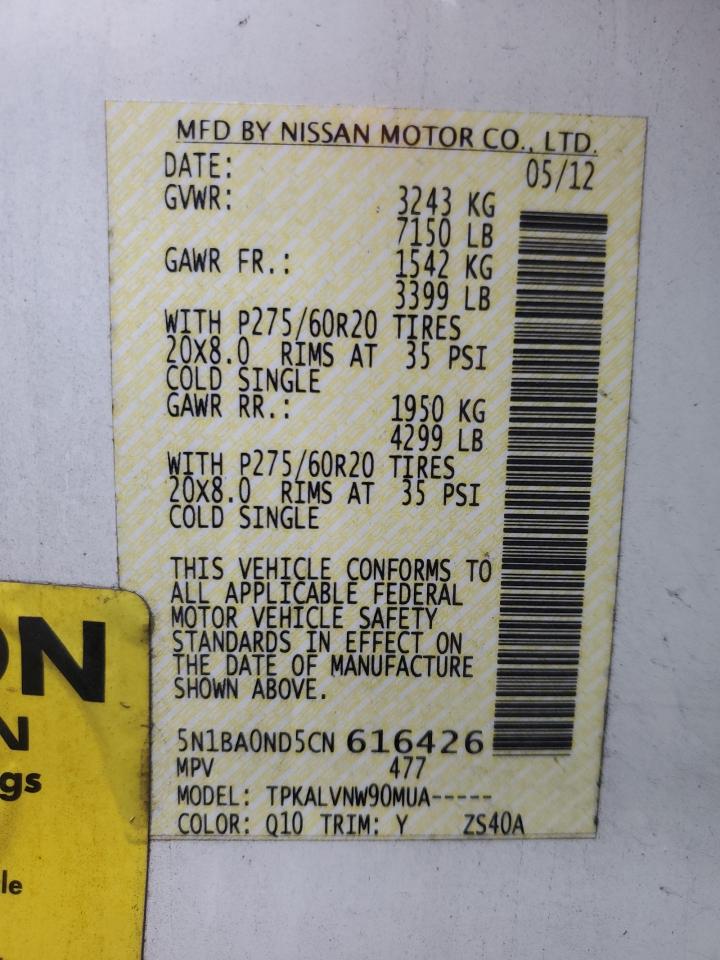 MFD BY NISSAN MOTOR CO., LTD.
DATE: 05/12
GVWR: 3243 KG
7150 LB
GAWR FR.: 1542 KG
3399 LB
WITH P275/60R20 TIRES
20X8.0 RIMS AT 35 PSI
COLD SINGLE
GAWR RR.: 1950 KG
4299 LB
WITH P275/60R20 TIRES
20X8.0 RIMS AT 35 PSI
COLD SINGLE
THIS VEHICLE CONFORMS TO
ALL APPLICABLE FEDERAL
MOTOR VEHICLE SAFETY
STANDARDS IN EFFECT ON
THE DATE OF MANUFACTURE
SHOWN ABOVE.
5N1BA0ND5CN 616426
MPV 477
MODEL: TPKALVNW90MUA-----
COLOR: Q10 TRIM: Y ZS40A
ON
N
gs
le